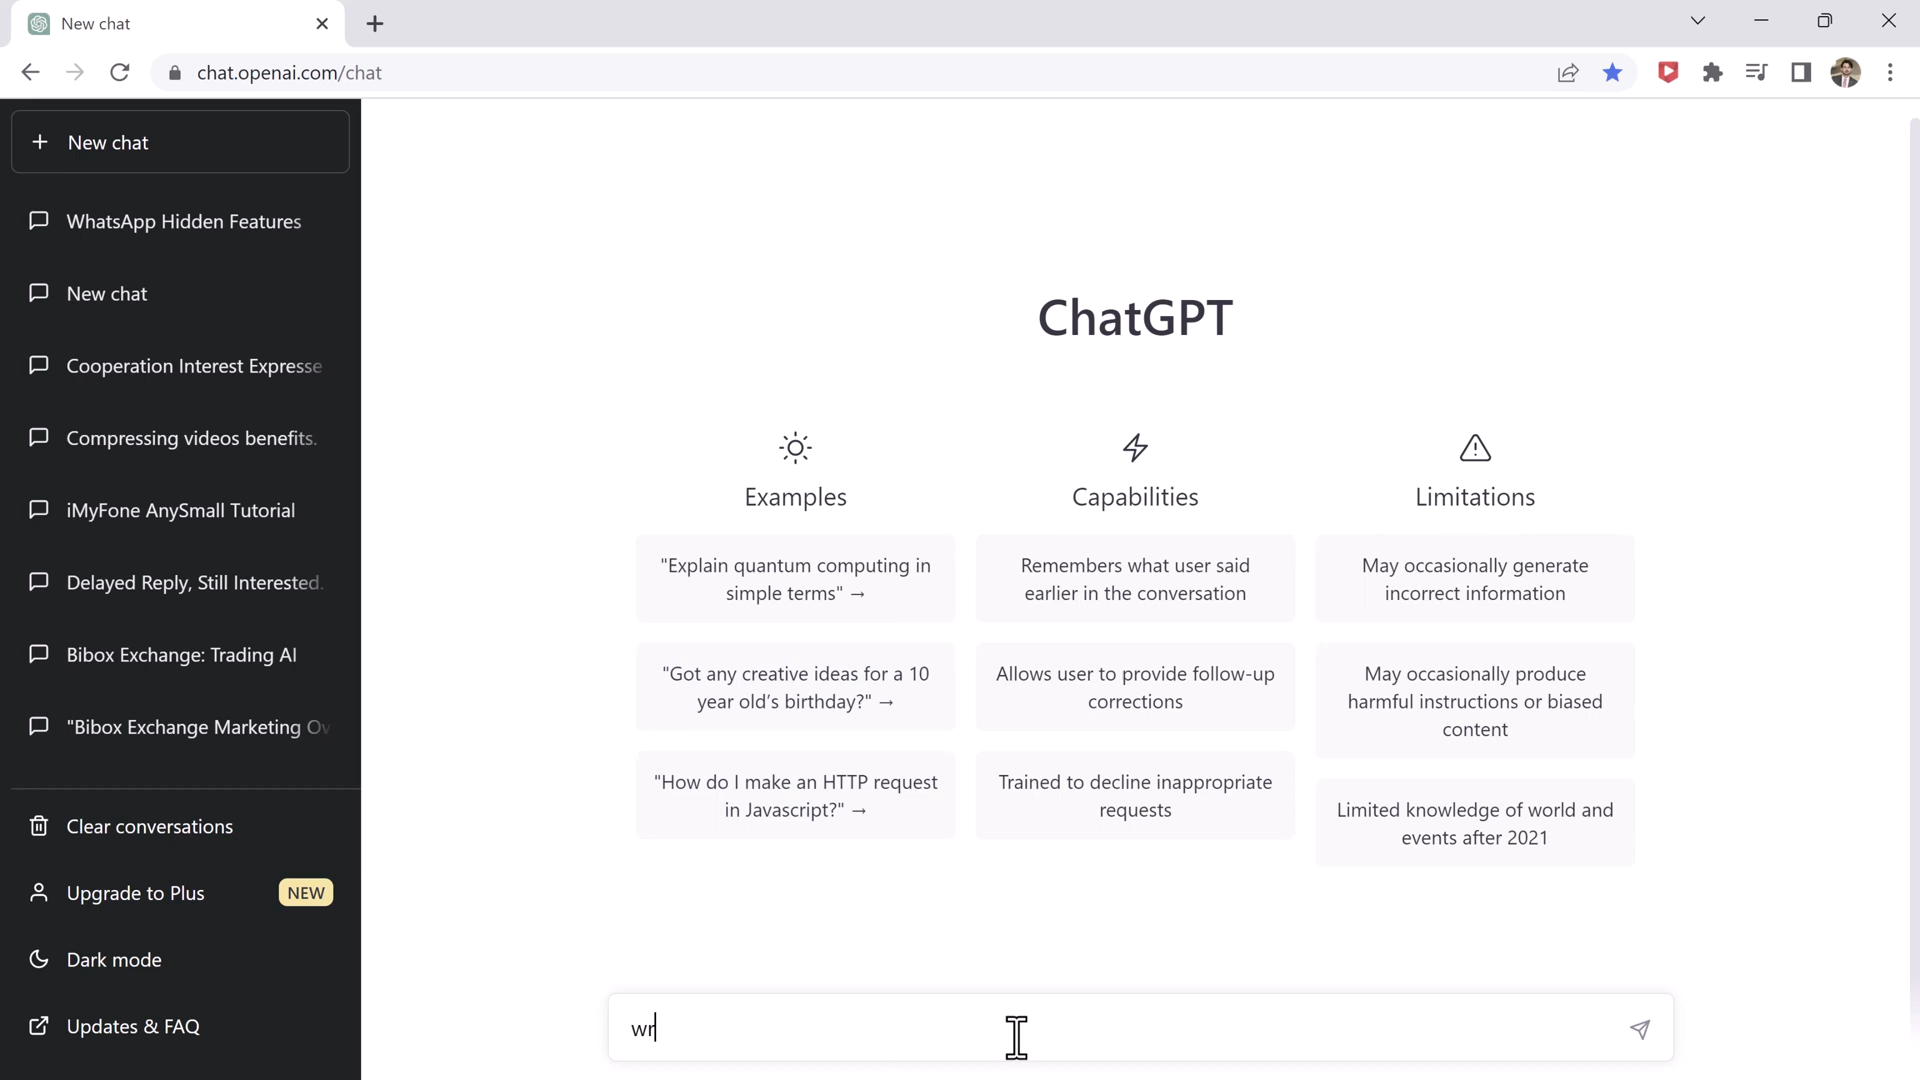 New chat
chat.openai.com/chat
New chat
WhatsApp Hidden Features
New chat
Cooperation Interest Expresse
Compressing videos benefits.
iMyFone AnySmall Tutorial
Delayed Reply, Still Interested.
Bibox Exchange: Trading AI
"Bibox Exchange Marketing Ov
Clear conversations
Upgrade to Plus NEW
Dark mode
Updates & FAQ
ChatGPT
Examples
"Explain quantum computing in
simple terms" →
"Got any creative ideas for a 10
year old’s birthday?" →
"How do I make an HTTP request
in Javascript?" →
Capabilities
Remembers what user said
earlier in the conversation
Allows user to provide follow-up
corrections
Trained to decline inappropriate
requests
Limitations
May occasionally generate
incorrect information
May occasionally produce
harmful instructions or biased
content
Limited knowledge of world and
events after 2021
wr